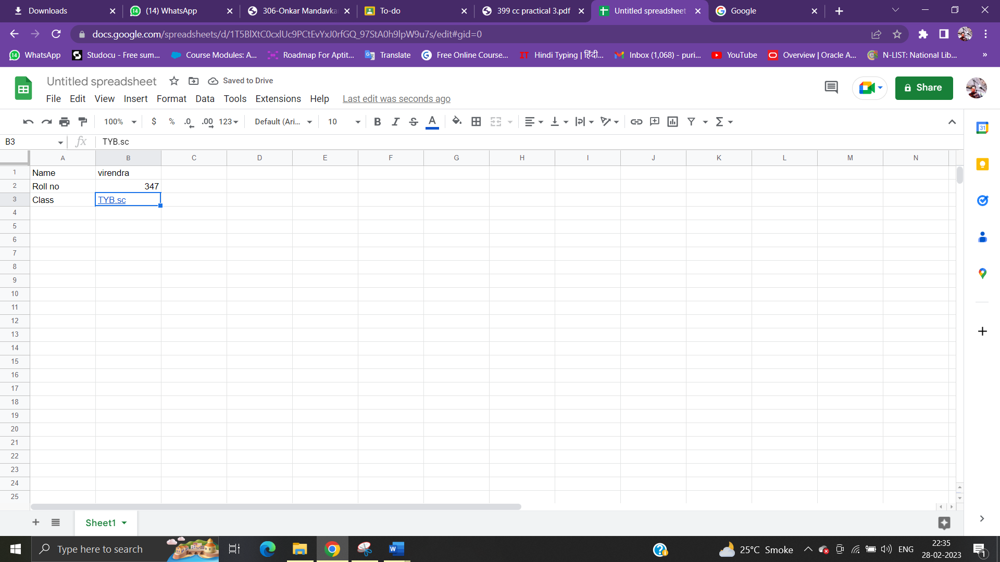 Downloads
14 (14) WhatsApp
306-Onkar Mandavka
To-do
399 cc practical 3.pdf
Untitled spreadsheet
Google
docs.google.com/spreadsheets/d/1T5BlXtC0cxlUc9PCtEvYxJ0rfGQ_97StA0h9lpW9u7s/edit#gid=0
14 WhatsApp
Studocu - Free sum...
Course Modules: A...
Roadmap For Aptit...
Translate
Free Online Course...
IT Hindi Typing | हिंदी...
Inbox (1,068) - puri...
YouTube
Overview | Oracle A...
N-LIST: National Lib...
»
Untitled spreadsheet
Saved to Drive
Share
File Edit View Insert Format Data Tools Extensions Help Last edit was seconds ago
100% $ % .0 .00 123 Default (Ari... 10 B I S A Σ
31
B3 fx TYB.sc
A B C D E F G H I J K L M N
1 Name virendra
2 Roll no 347
3 Class TYB.sc
4
5
6
7
8
9
10
11
12
13
14
15
16
17
18
19
20
21
22
23
24
25
Sheet1
Type here to search
W
25°C Smoke
ENG
22:35
28-02-2023
1